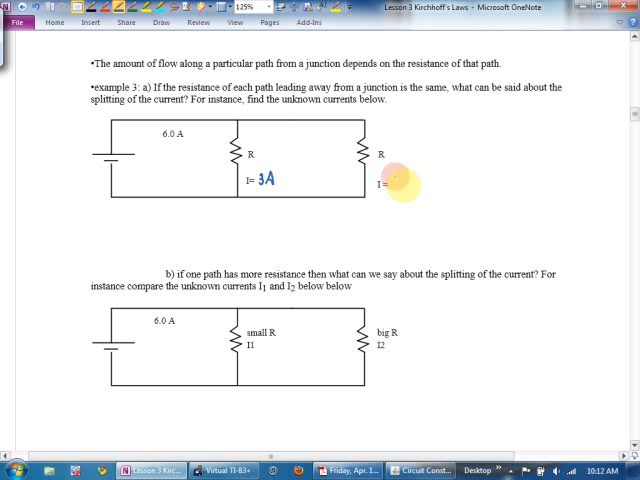 Lesson 3 Kirchhoff's Laws - Microsoft OneNote
125%
File Home Insert Share Draw Review View Add-Ins
•The amount of flow along a particular path from a junction depends on the resistance of that path.
•example 3: a) If the resistance of each path leading away from a junction is the same, what can be said about the
splitting of the current? For instance, find the unknown currents below.
6.0 A
R R
I= 3A I =
b) if one path has more resistance then what can we say about the splitting of the current? For
instance compare the unknown currents I1 and I2 below below
6.0 A
small R big R
I1 I2
Lesson 3 Kirc... Virtual TI-83+ Friday, Apr. 1... Circuit Const... Desktop 10:12 AM